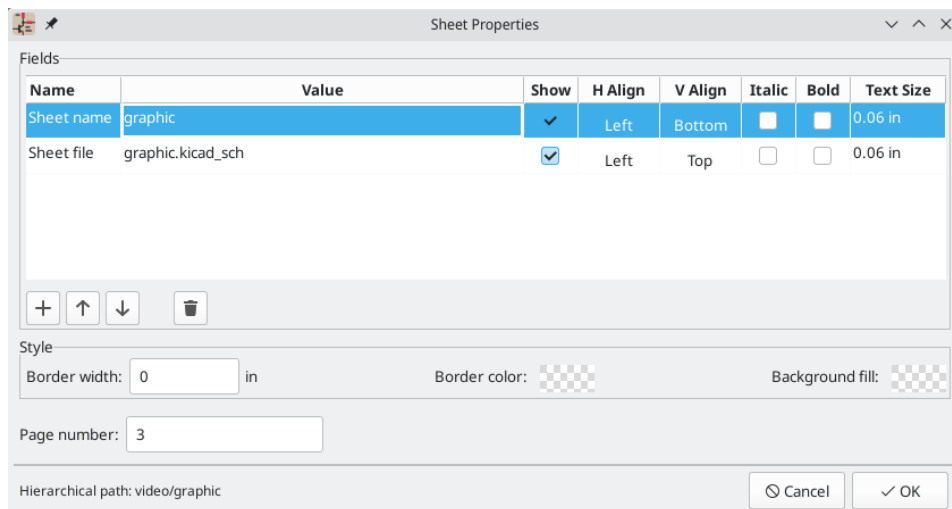 Sheet Properties
Fields
Name Value Show H Align V Align Italic Bold Text Size
Sheet name graphic Left Bottom 0.06 in
Sheet file graphic.kicad_sch Left Top 0.06 in
Style
Border width: 0 in Border color: Background fill:
Page number: 3
Hierarchical path: video/graphic Cancel OK